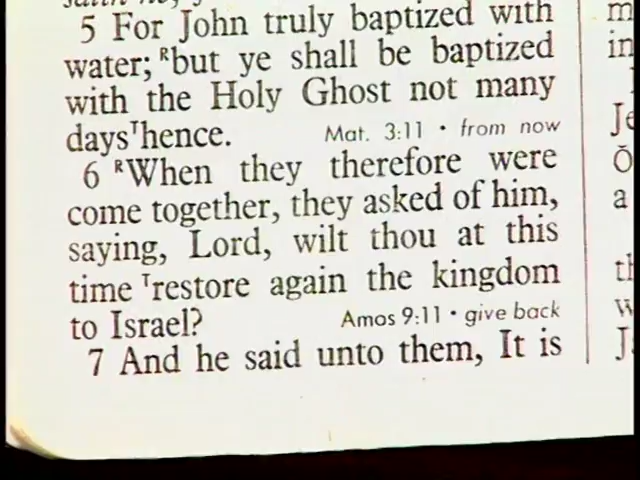 5 For John truly baptized with
water; ᴿbut ye shall be baptized
with the Holy Ghost not many
daysᵀhence. Mat. 3:11 • from now
6 ᴿWhen they therefore were
come together, they asked of him,
saying, Lord, wilt thou at this
time ᵀrestore again the kingdom
to Israel? Amos 9:11 • give back
7 And he said unto them, It is